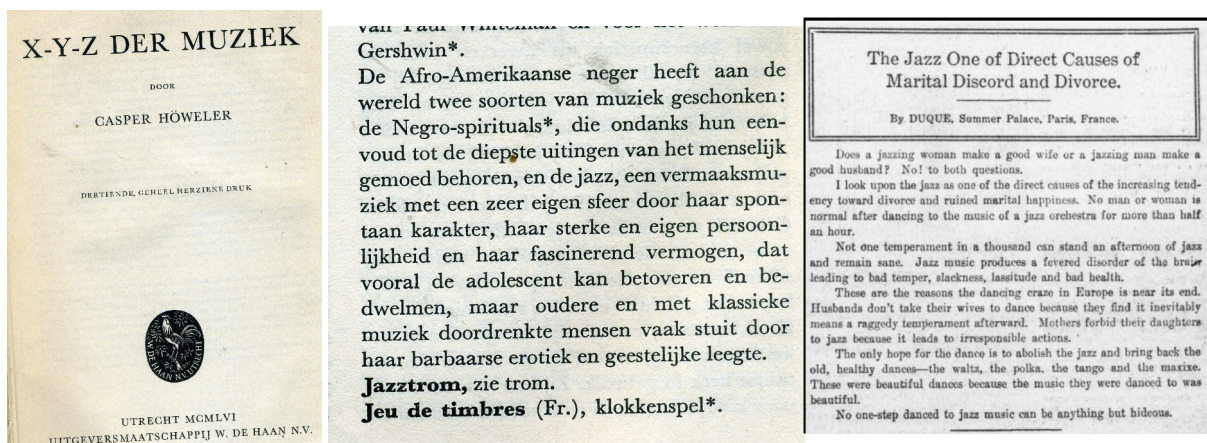 X-Y-Z DER MUZIEK
DOOR
CASPER HÖWELER
DERTIENDE, GEHEEL HERZIENE DRUK
W. DE HAAN N.V. UTRECHT
UTRECHT MCMLVI
UITGEVERSMAATSCHAPPIJ W. DE HAAN N.V.
van Paul Whiteman en voor het
Gershwin*.
De Afro-Amerikaanse neger heeft aan de
wereld twee soorten van muziek geschonken:
de Negro-spirituals*, die ondanks hun een-
voud tot de diepste uitingen van het menselijk
gemoed behoren, en de jazz, een vermaaksmu-
ziek met een zeer eigen sfeer door haar spon-
taan karakter, haar sterke en eigen persoon-
lijkheid en haar fascinerend vermogen, dat
vooral de adolescent kan betoveren en be-
dwelmen, maar oudere en met klassieke
muziek doordrenkte mensen vaak stuit door
haar barbaarse erotiek en geestelijke leegte.
Jazztrom, zie trom.
Jeu de timbres (Fr.), klokkenspel*.
The Jazz One of Direct Causes of
Marital Discord and Divorce.
By DUQUE, Summer Palace, Paris, France.
Does a jazzing woman make a good wife or a jazzing man make a
good husband? No! to both questions.
I look upon the jazz as one of the direct causes of the increasing tend-
ency toward divorce and ruined marital happiness. No man or woman is
normal after dancing to the music of a jazz orchestra for more than half
an hour.
Not one temperament in a thousand can stand an afternoon of jazz
and remain sane. Jazz music produces a fevered disorder of the brain
leading to bad temper, slackness, lassitude and bad health.
These are the reasons the dancing craze in Europe is near its end.
Husbands don't take their wives to dance because they find it inevitably
means a raggedy temperament afterward. Mothers forbid their daughters
to jazz because it leads to irresponsible actions.
The only hope for the dance is to abolish the jazz and bring back the
old, healthy dances—the waltz, the polka, the tango and the maxixe.
These were beautiful dances because the music they were danced to was
beautiful.
No one-step danced to jazz music can be anything but hideous.